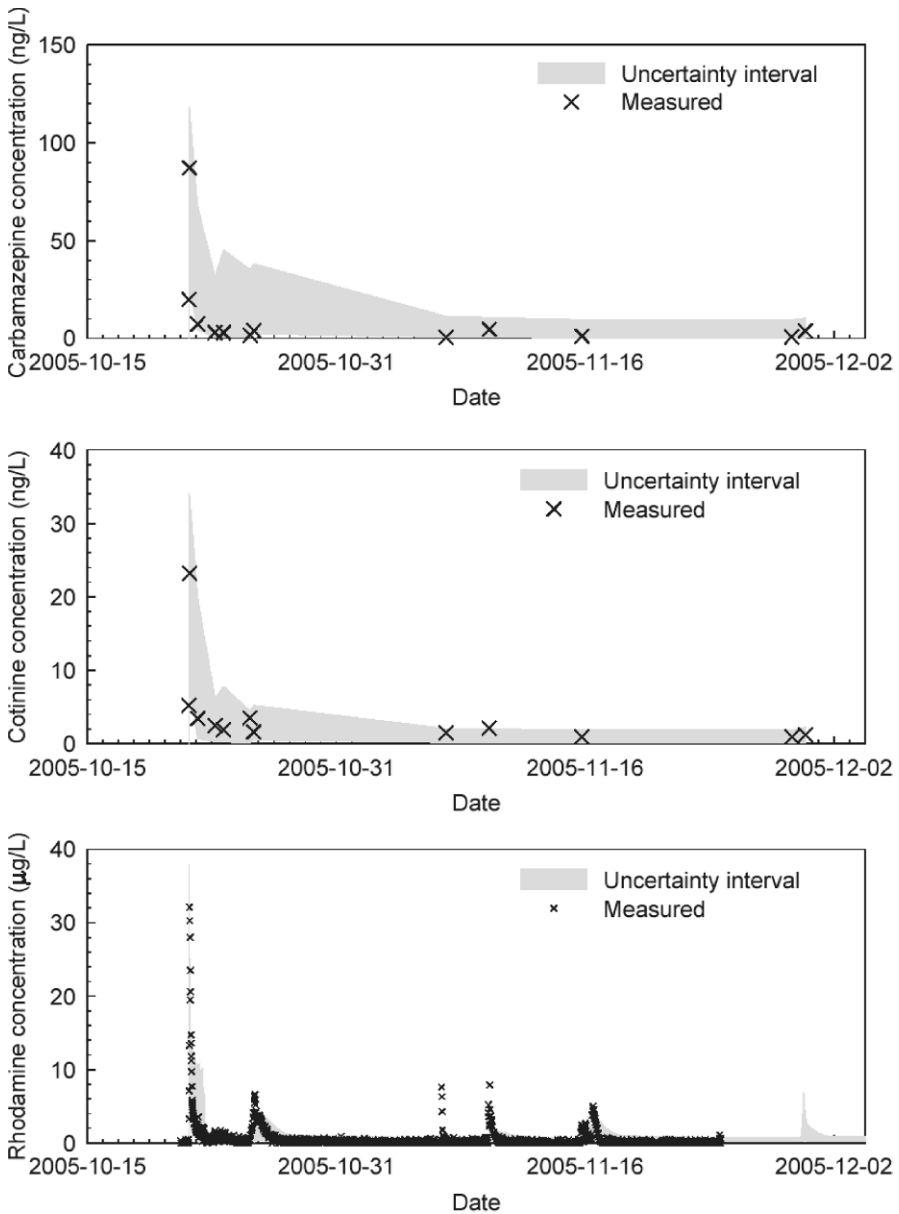 Carbamazepine concentration (ng/L)
150
100
50
0
Uncertainty interval
Measured
2005-10-15 2005-10-31 2005-11-16 2005-12-02
Date
Cotinine concentration (ng/L)
40
30
20
10
0
Uncertainty interval
Measured
2005-10-15 2005-10-31 2005-11-16 2005-12-02
Date
Rhodamine concentration (µg/L)
40
30
20
10
0
Uncertainty interval
Measured
2005-10-15 2005-10-31 2005-11-16 2005-12-02
Date